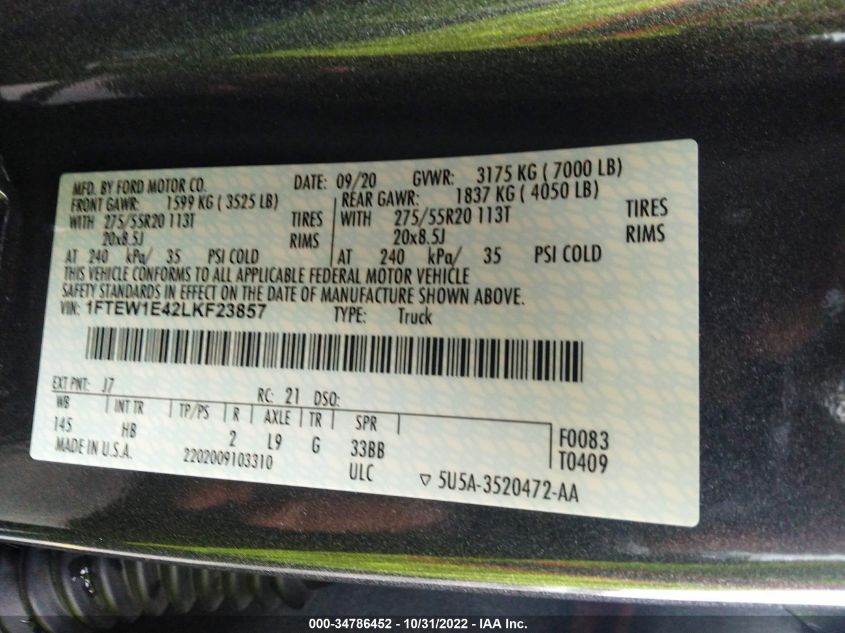 MFD. BY FORD MOTOR CO. DATE: 09/20 GVWR: 3175 KG ( 7000 LB)
FRONT GAWR: 1599 KG ( 3525 LB) REAR GAWR: 1837 KG ( 4050 LB)
WITH 275/55R20 113T TIRES WITH 275/55R20 113T TIRES
20x8.5J RIMS 20x8.5J RIMS
AT 240 kPa/ 35 PSI COLD AT 240 kPa/ 35 PSI COLD
THIS VEHICLE CONFORMS TO ALL APPLICABLE FEDERAL MOTOR VEHICLE
SAFETY STANDARDS IN EFFECT ON THE DATE OF MANUFACTURE SHOWN ABOVE.
VIN: 1FTEW1E42LKF23857 TYPE: Truck
EXT PNT: J7 RC: 21 DSO:
WB INT TR TP/PS R AXLE TR SPR
145 HB 2 L9 G 33BB F0083
MADE IN U.S.A. 2202009103310 ULC T0409
▽ 5U5A-3520472-AA
000-34786452 - 10/31/2022 - IAA Inc.